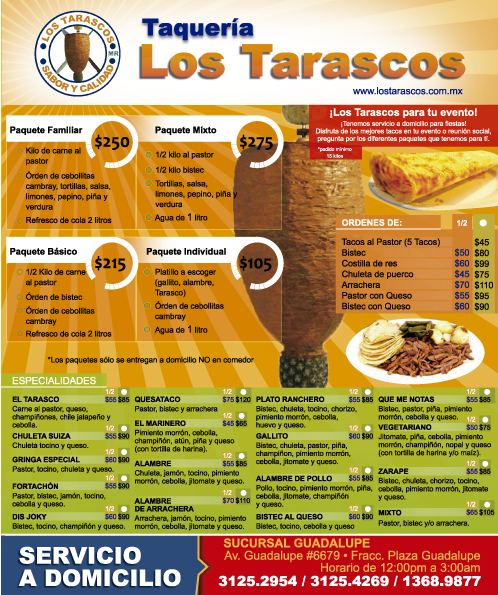 LOS TARASCOS
MR
SABOR Y CALIDAD
Taquería
Los Tarascos
www.lostarascos.com.mx
Paquete Familiar
$250
Kilo de carne al
pastor
Órden de cebollitas
cambray, tortillas, salsa,
limones, pepino, piña y
verdura
Refresco de cola 2 litros
Paquete Mixto
$275
1/2 kilo al pastor
1/2 kilo bistec
Tortillas, salsa,
limones, pepino, piña y
verdura
Agua de 1 litro
¡Los Tarascos para tu evento!
¡Tenemos servicio a domicilio para fiestas!
Disfruta de los mejores tacos en tu evento o reunión social,
pregunta por los diferentes paquetes que tenemos para tí.
*pedido mínimo
15 kilos
Paquete Básico
$215
1/2 Kilo de carne
al pastor
Órden de bistec
Órden de cebollitas
cambray
Refresco de cola 2 litros
Paquete Individual
$105
Platillo a escoger
(gallito, alambre,
Tarasco)
Órden de cebollitas
cambray
Agua de 1 litro
*Los paquetes sólo se entregan a domicilio NO en comedor
ORDENES DE: 1/2
Tacos al Pastor (5 Tacos) $45
Bistec $50 $80
Costilla de res $60 $99
Chuleta de puerco $45 $75
Arrachera $70 $110
Pastor con Queso $55 $95
Bistec con Queso $60 $90
ESPECIALIDADES
1/2
EL TARASCO $55 $85
Carne al pastor, queso,
champiñones, chile jalapeño y
cebolla.
1/2
CHULETA SUIZA $55 $90
Chuleta tocino y queso.
1/2
GRINGA ESPECIAL $60 $90
Pastor, tocino, chuleta y queso.
1/2
FORTACHÓN $55 $90
Pastor, bistec, jamón, tocino,
cebolla y queso.
1/2
DIS JOKY $60 $90
Bistec, tocino, champiñón y queso.
1/2
QUESATACO $75 $120
Pastor, bistec y arrachera
1/2
EL MARINERO $45 $65
Pimiento morrón, cebolla,
champiñón, atún, piña y queso
(con tortilla de harina).
1/2
ALAMBRE $55 $85
Chuleta, jamón, tocino, pimiento
morrón, cebolla, jitomate y queso.
1/2
ALAMBRE $70 $110
DE ARRACHERA
Arrachera, jamón, tocino, pimiento
morrón, cebolla, jitomate y queso.
1/2
PLATO RANCHERO $55 $85
Bistec, chuleta, tocino, chorizo,
pimiento morrón, cebolla,
huevo y queso.
1/2
GALLITO $60 $90
Bistec, chuleta, pastor, piña,
champiñon, pimiento morrón,
cebolla, jitomate y queso.
1/2
ALAMBRE DE POLLO $55 $85
Pollo, tocino, pimiento morrón, piña,
cebolla, jitomate, champiñón
y queso.
1/2
BISTEC AL QUESO $60 $90
Bistec, tocino, cebolla y queso
1/2
QUE ME NOTAS $55 $85
Bistec, pastor, piña, pimiento
morrón, cebolla y queso.
1/2
VEGETARIANO $50 $75
Jitomate, piña, cebolla, pimiento
morrón, champiñón, nopal y queso
(con tortilla de harina y/o maíz).
1/2
ZARAPE $55 $85
Bistec, chuleta, chorizo, tocino,
cebolla, pimiento morrón, jitomate
y queso.
1/2
MIXTO $65 $105
Pastor, bistec y/o arrachera.
SERVICIO
A DOMICILIO
SUCURSAL GUADALUPE
Av. Guadalupe #6679 • Fracc. Plaza Guadalupe
Horario de 12:00pm a 3:00am
3125.2954 / 3125.4269 / 1368.9877